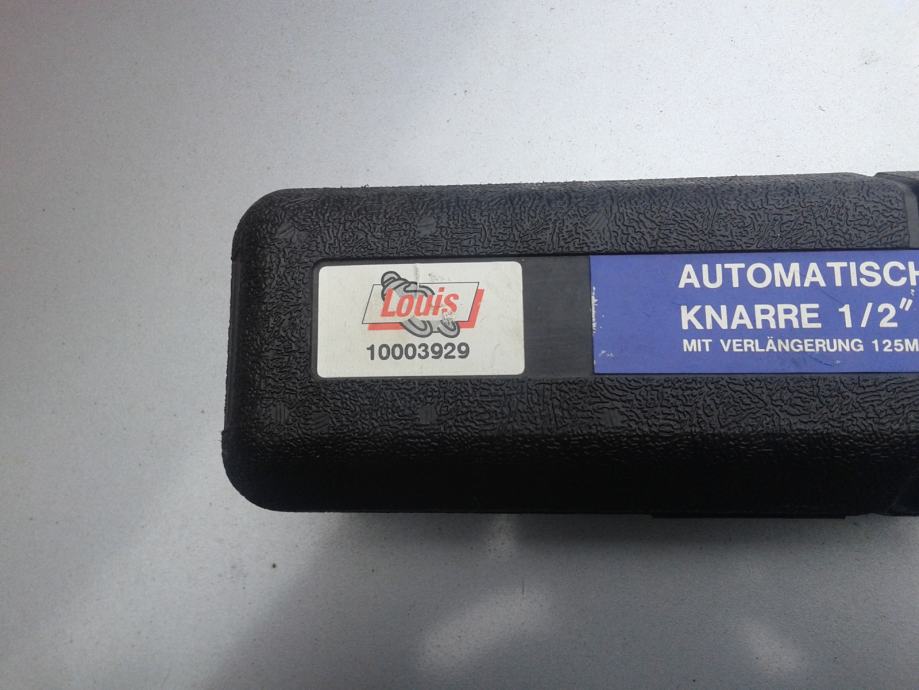 Louis
10003929
AUTOMATISCH
KNARRE 1/2"
MIT VERLÄNGERUNG 125M